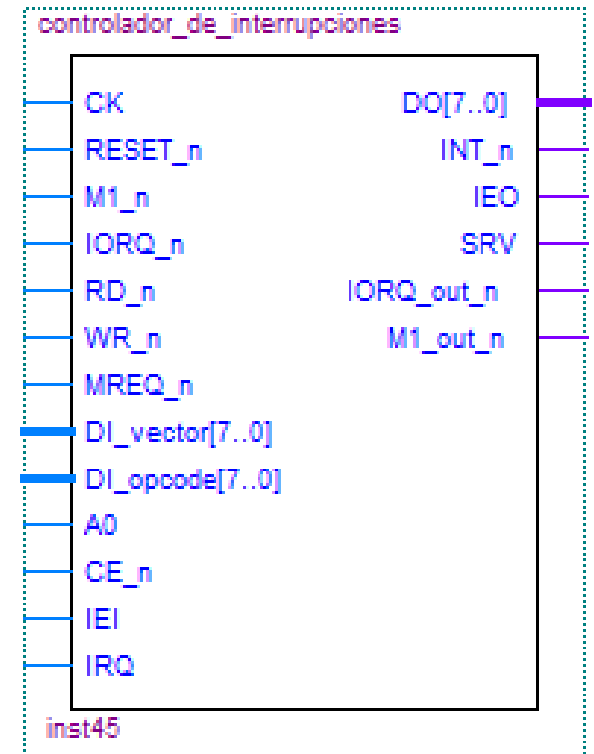 controlador_de_interrupciones
CK DO[7..0]
RESET_n INT_n
M1_n IEO
IORQ_n SRV
RD_n IORQ_out_n
WR_n M1_out_n
MREQ_n
DI_vector[7..0]
DI_opcode[7..0]
A0
CE_n
IEI
IRQ
inst45